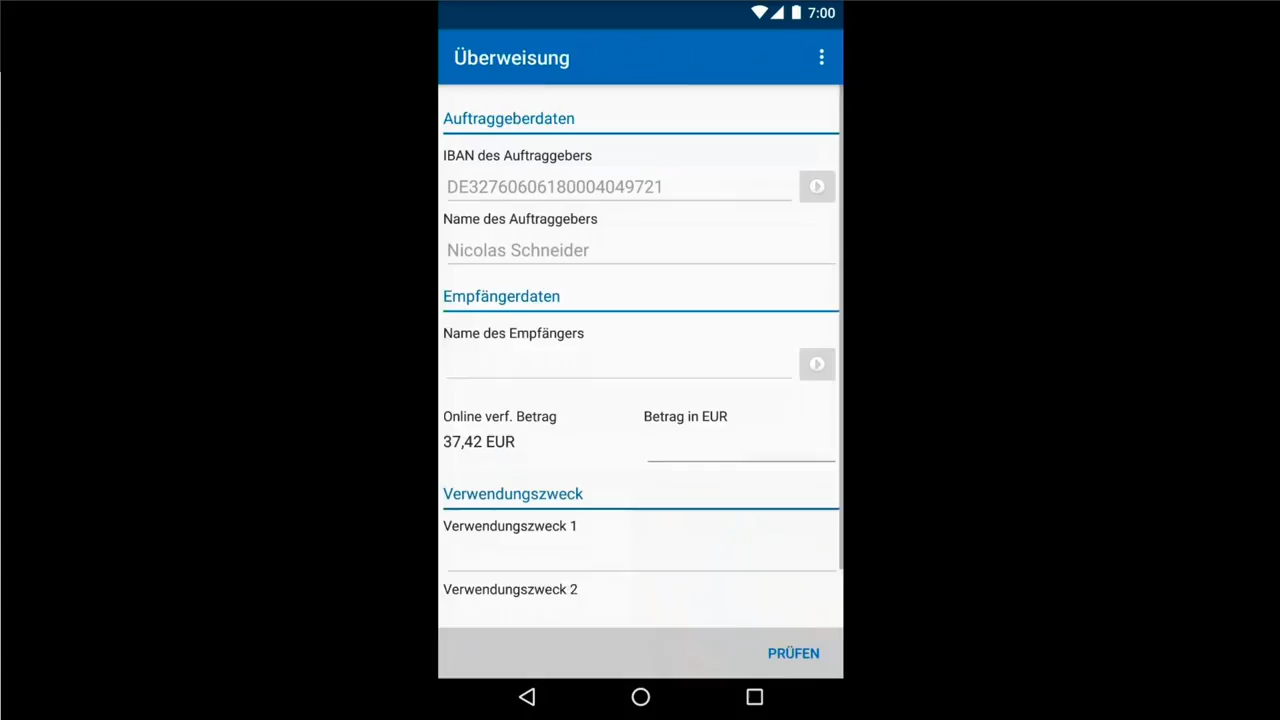 7:00
Überweisung
Auftraggeberdaten
IBAN des Auftraggebers
DE32760606180004049721
Name des Auftraggebers
Nicolas Schneider
Empfängerdaten
Name des Empfängers
Online verf. Betrag Betrag in EUR
37,42 EUR
Verwendungszweck
Verwendungszweck 1
Verwendungszweck 2
PRÜFEN